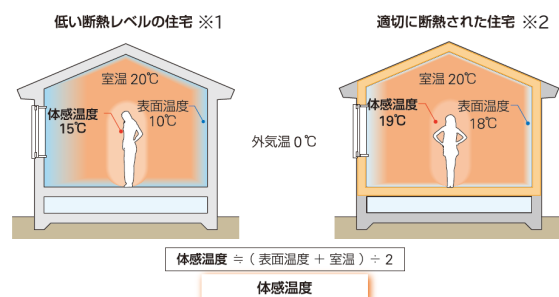 低い断熱レベルの住宅 ※1
適切に断熱された住宅 ※2
室温 20℃
体感温度
15℃
表面温度
10℃
外気温 0℃
室温 20℃
体感温度
19℃
表面温度
18℃
体感温度 ≒ ( 表面温度 + 室温 ) ÷ 2
体感温度